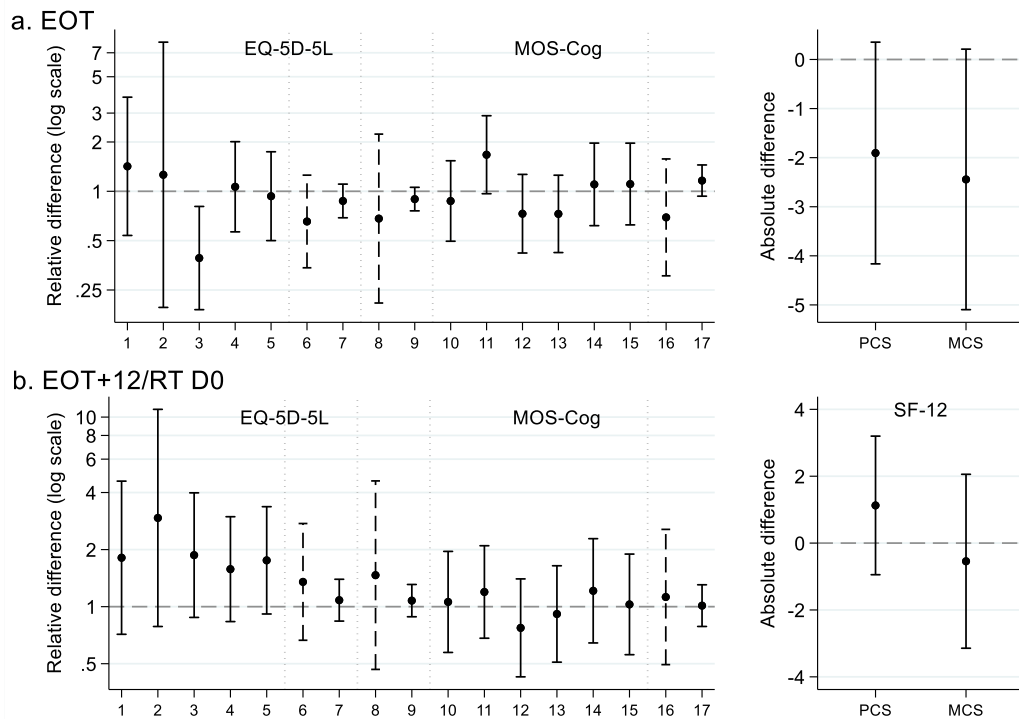 a. EOT
EQ-5D-5L
MOS-Cog
Relative difference (log scale)
7
5
3
2
1
.5
.25
1 2 3 4 5 6 7 8 9 10 11 12 13 14 15 16 17
Absolute difference
0
-1
-2
-3
-4
-5
PCS MCS
b. EOT+12/RT D0
EQ-5D-5L
MOS-Cog
Relative difference (log scale)
10
8
6
4
2
1
.5
1 2 3 4 5 6 7 8 9 10 11 12 13 14 15 16 17
SF-12
Absolute difference
4
2
0
-2
-4
PCS MCS